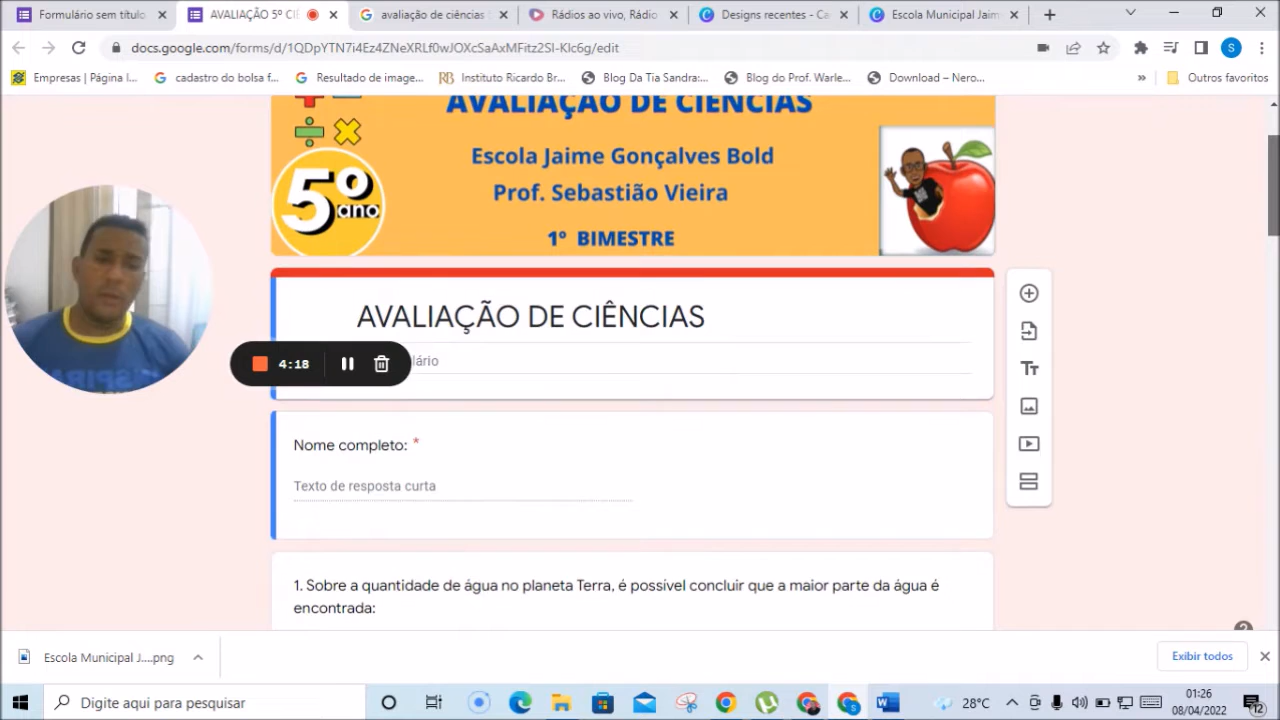 Formulário sem título
AVALIAÇÃO 5º CI
avaliação de ciências
Rádios ao vivo, Rádio
Designs recentes - Ca
Escola Municipal Jaim
docs.google.com/forms/d/1QDpYTN7i4Ez4ZNeXRLf0wJOXcSaAxMFitz2SI-Klc6g/edit
S
Empresas | Página I...
cadastro do bolsa f...
Resultado de image...
Instituto Ricardo Br...
Blog Da Tia Sandra:...
Blog do Prof. Warle...
Download – Nero...
»
Outros favoritos
AVALIAÇÃO DE CIÊNCIAS
Escola Jaime Gonçalves Bold
Prof. Sebastião Vieira
1º BIMESTRE
5º
ano
AVALIAÇÃO DE CIÊNCIAS
lário
4:18
Nome completo: *
Texto de resposta curta
1. Sobre a quantidade de água no planeta Terra, é possível concluir que a maior parte da água é
encontrada:
Tт
Escola Municipal J....png
Exibir todos
Digite aqui para pesquisar
28°C
01:26
08/04/2022
12